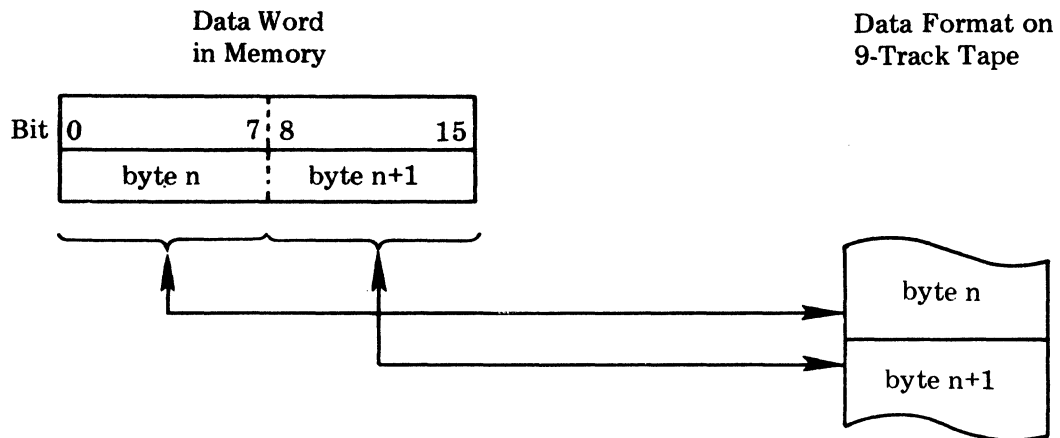 Data Word
in Memory
Data Format on
9-Track Tape
Bit 0 7 8 15
byte n byte n+1
byte n
byte n+1